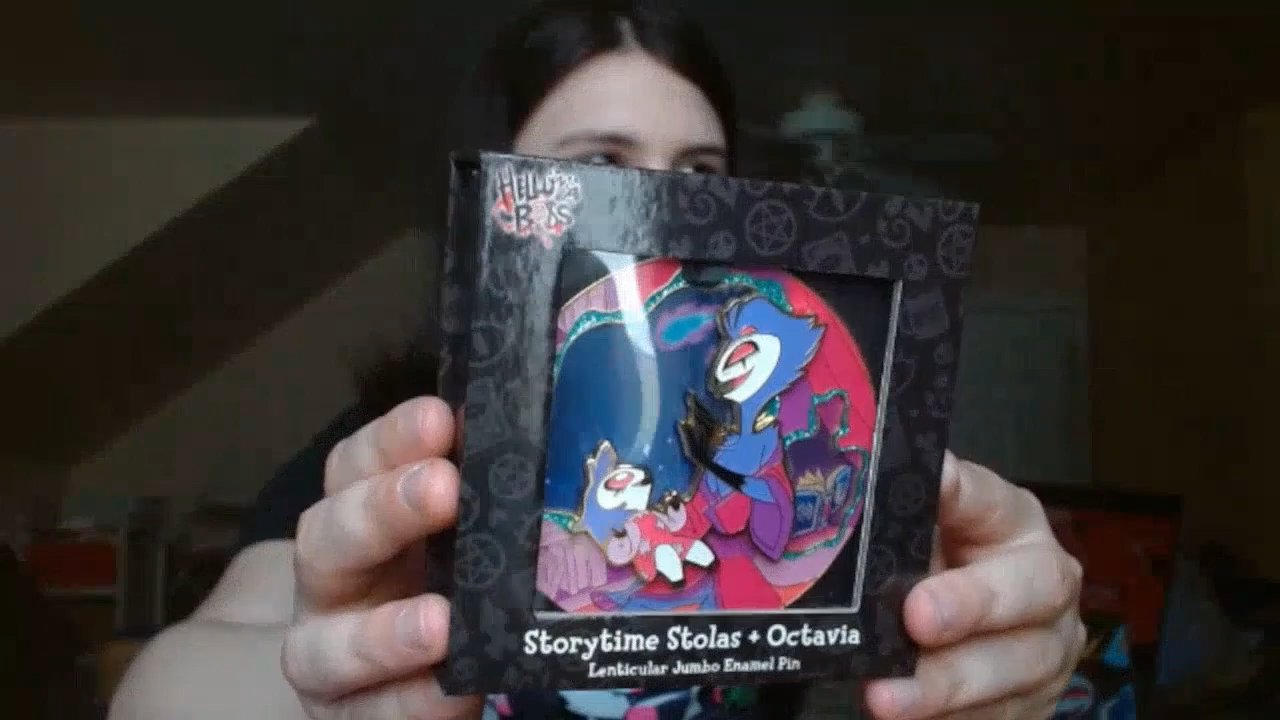 HELLUVA
BOSS
Storytime Stolas + Octavia
Lenticular Jumbo Enamel Pin